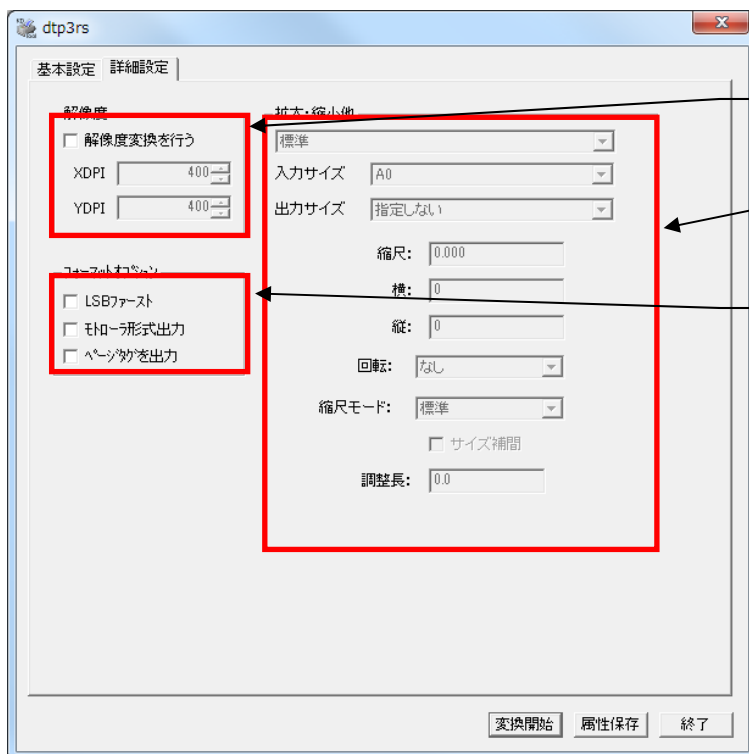 dtp3rs
基本設定 詳細設定
解像度
解像度変換を行う
XDPI 400
YDPI 400
フォーマットオプション
LSBファースト
モトローラ形式出力
ページタグを出力
拡大・縮小他
標準
入力サイズ A0
出力サイズ 指定しない
縮尺: 0.000
横: 0
縦: 0
回転: なし
縮尺モード: 標準
サイズ補間
調整長: 0.0
変換開始 属性保存 終了